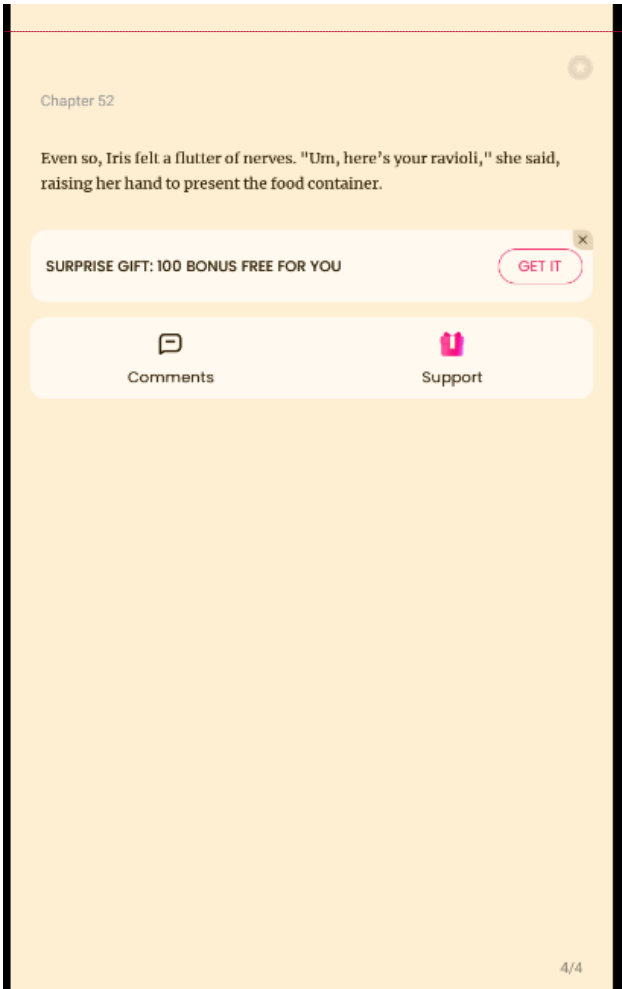 Chapter 52
Even so, Iris felt a flutter of nerves. "Um, here’s your ravioli," she said,
raising her hand to present the food container.
SURPRISE GIFT: 100 BONUS FREE FOR YOU
GET IT
Comments
Support
4/4